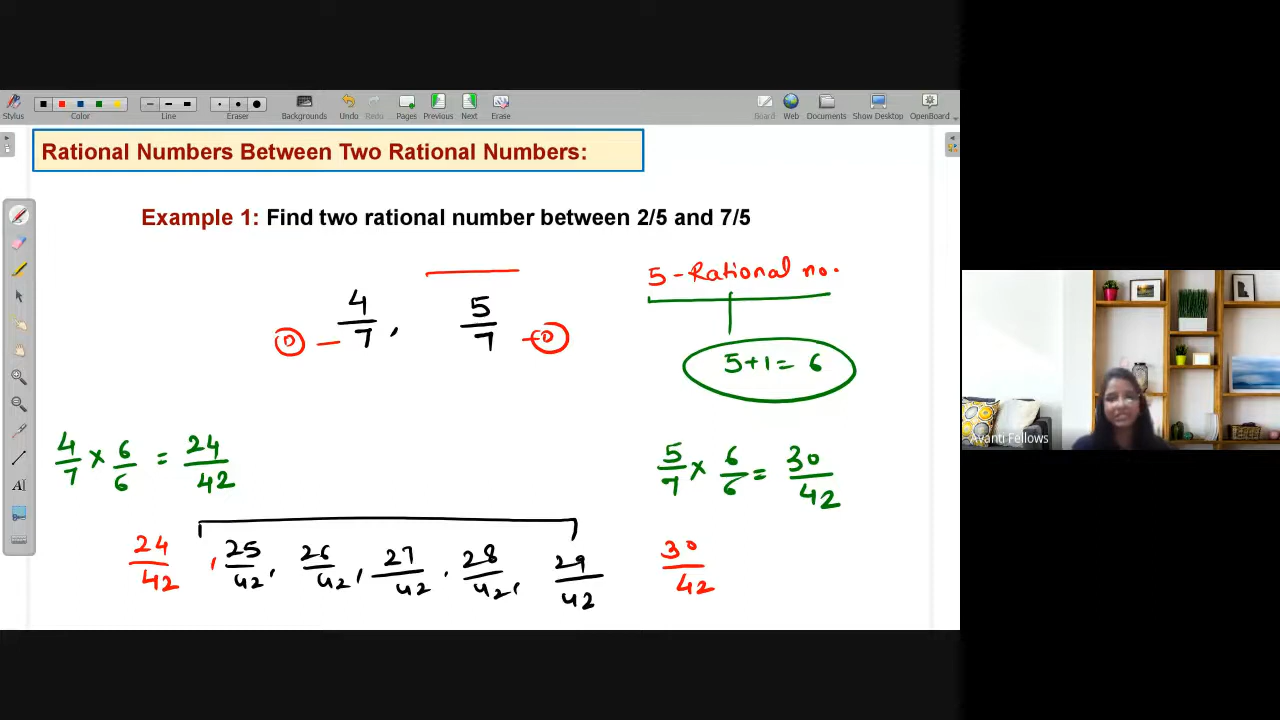 Stylus Color Line Eraser Backgrounds Undo Redo Pages Previous Next Erase Board Web Documents Show Desktop OpenBoard
Rational Numbers Between Two Rational Numbers:
Example 1: Find two rational number between 2/5 and 7/5
5-Rational no.
0 - 4/7, 5/7 - 0
5+1= 6
4/7 x 6/6 = 24/42
5/7 x 6/6 = 30/42
24/42 , 25/42, 26/42, 27/42, 28/42, 29/42 30/42
Avanti Fellows